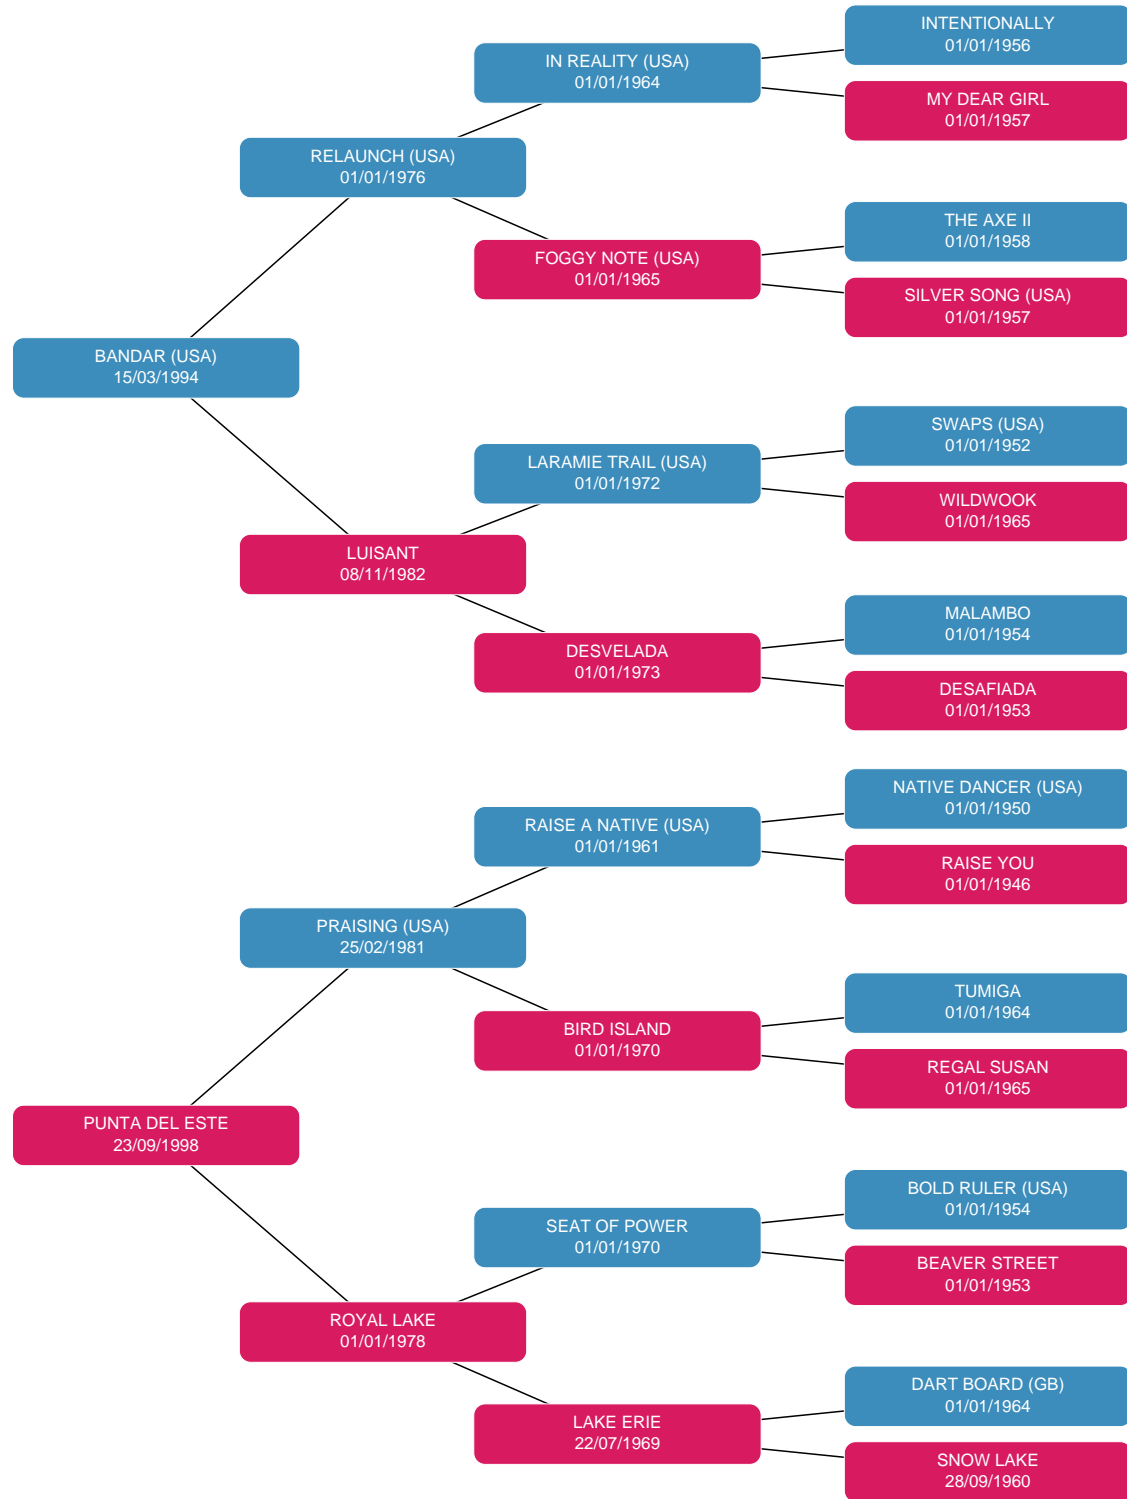 INTENTIONALLY
01/01/1956
IN REALITY (USA)
01/01/1964
MY DEAR GIRL
01/01/1957
RELAUNCH (USA)
01/01/1976
THE AXE II
01/01/1958
FOGGY NOTE (USA)
01/01/1965
SILVER SONG (USA)
01/01/1957
BANDAR (USA)
15/03/1994
SWAPS (USA)
01/01/1952
LARAMIE TRAIL (USA)
01/01/1972
WILDWOOK
01/01/1965
LUISANT
08/11/1982
MALAMBO
01/01/1954
DESVELADA
01/01/1973
DESAFIADA
01/01/1953
NATIVE DANCER (USA)
01/01/1950
RAISE A NATIVE (USA)
01/01/1961
RAISE YOU
01/01/1946
PRAISING (USA)
25/02/1981
TUMIGA
01/01/1964
BIRD ISLAND
01/01/1970
REGAL SUSAN
01/01/1965
PUNTA DEL ESTE
23/09/1998
BOLD RULER (USA)
01/01/1954
SEAT OF POWER
01/01/1970
BEAVER STREET
01/01/1953
ROYAL LAKE
01/01/1978
DART BOARD (GB)
01/01/1964
LAKE ERIE
22/07/1969
SNOW LAKE
28/09/1960